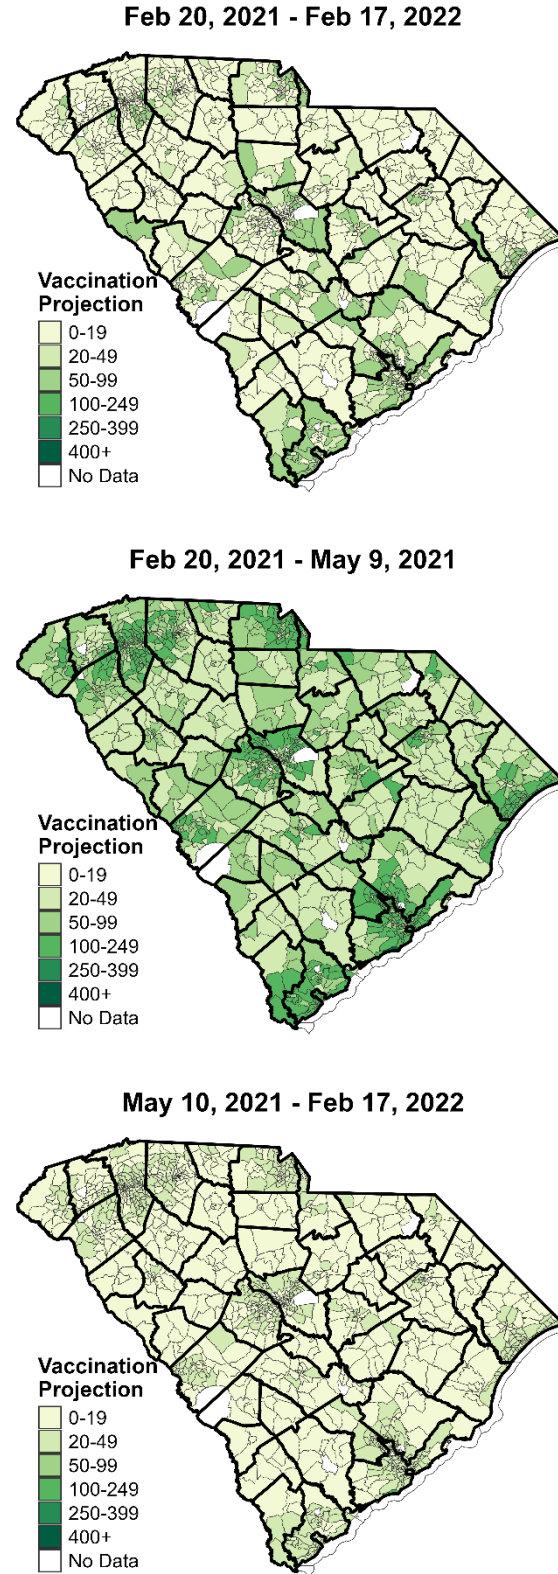 Feb 20, 2021 - Feb 17, 2022
Vaccination
Projection
0-19
20-49
50-99
100-249
250-399
400+
No Data
Feb 20, 2021 - May 9, 2021
Vaccination
Projection
0-19
20-49
50-99
100-249
250-399
400+
No Data
May 10, 2021 - Feb 17, 2022
Vaccination
Projection
0-19
20-49
50-99
100-249
250-399
400+
No Data